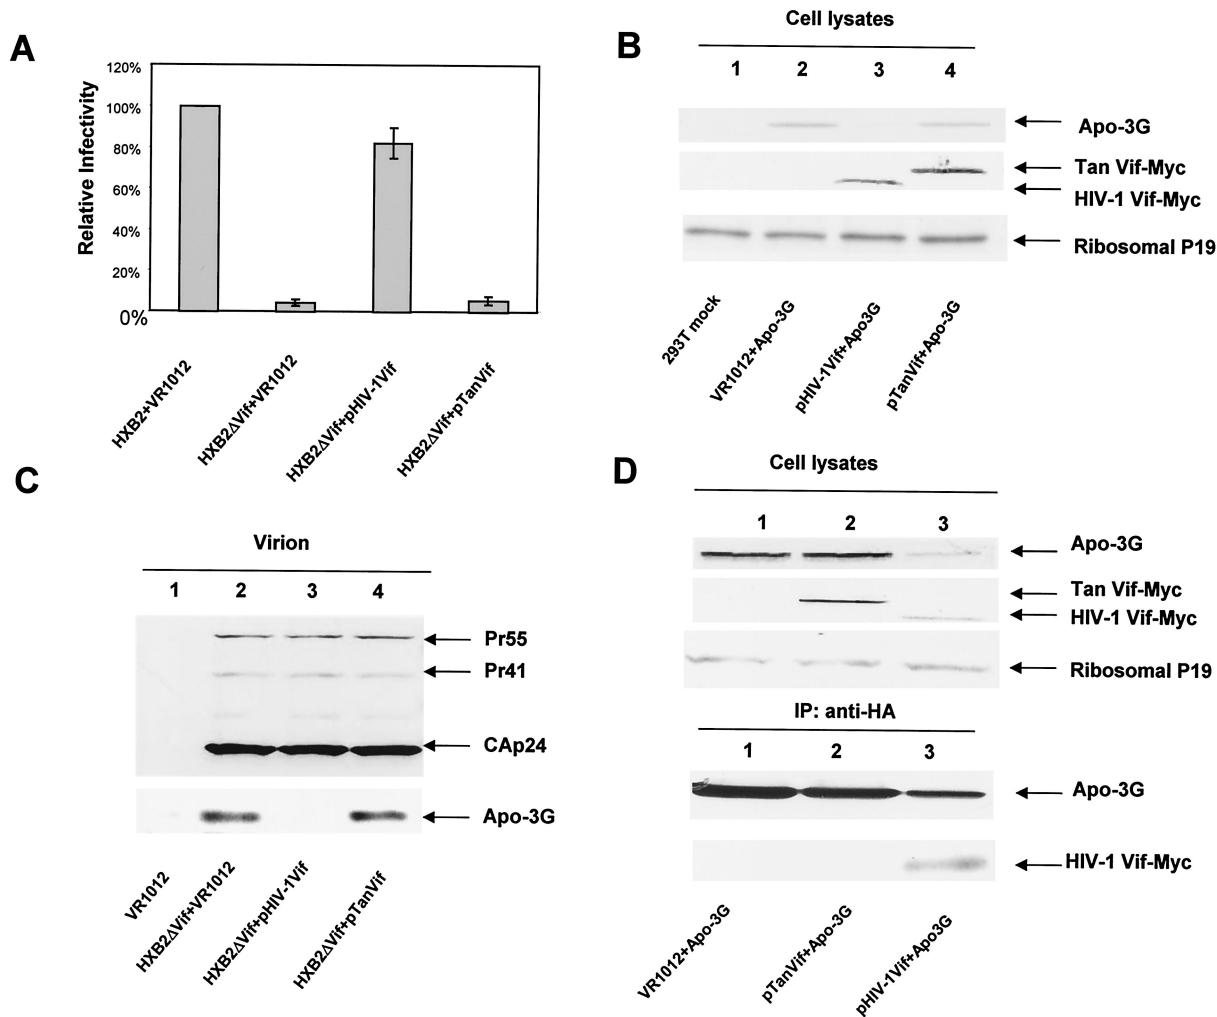 A
120%
100%
80%
60%
40%
20%
0%
Relative Infectivity
HXB2+VR1012
HXB2ΔVif+VR1012
HXB2ΔVif+pHIV-1Vif
HXB2ΔVif+pTanVif
B
Cell lysates
1 2 3 4
Apo-3G
Tan Vif-Myc
HIV-1 Vif-Myc
Ribosomal P19
293T mock
VR1012+Apo-3G
pHIV-1Vif+Apo3G
pTanVif+Apo-3G
C
Virion
1 2 3 4
Pr55
Pr41
CAp24
Apo-3G
VR1012
HXB2ΔVif+VR1012
HXB2ΔVif+pHIV-1Vif
HXB2ΔVif+pTanVif
D
Cell lysates
1 2 3
Apo-3G
Tan Vif-Myc
HIV-1 Vif-Myc
Ribosomal P19
IP: anti-HA
1 2 3
Apo-3G
HIV-1 Vif-Myc
VR1012+Apo-3G
pTanVif+Apo-3G
pHIV-1Vif+Apo3G